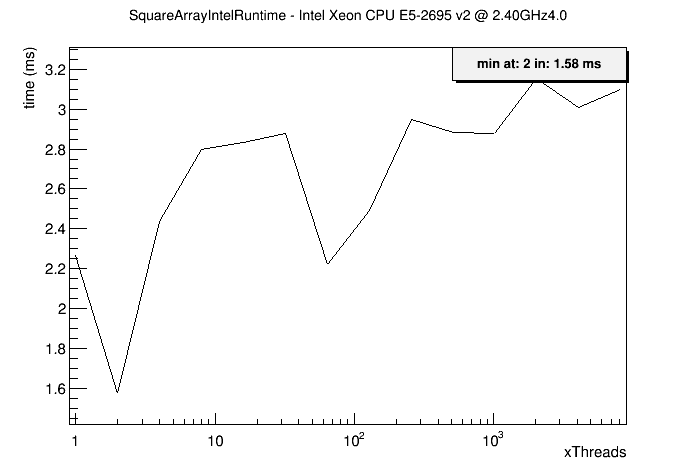 SquareArrayIntelRuntime - Intel Xeon CPU E5-2695 v2 @ 2.40GHz4.0
time (ms)
min at: 2 in: 1.58 ms
3.2
3
2.8
2.6
2.4
2.2
2
1.8
1.6
1 10 10² 10³
xThreads